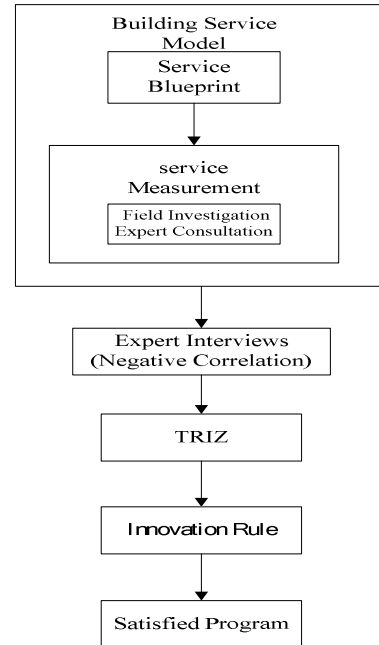 Building Service
Model
Service
Blueprint
service
Measurement
Field Investigation
Expert Consultation
Expert Interviews
(Negative Correlation)
TRIZ
Innovation Rule
Satisfied Program